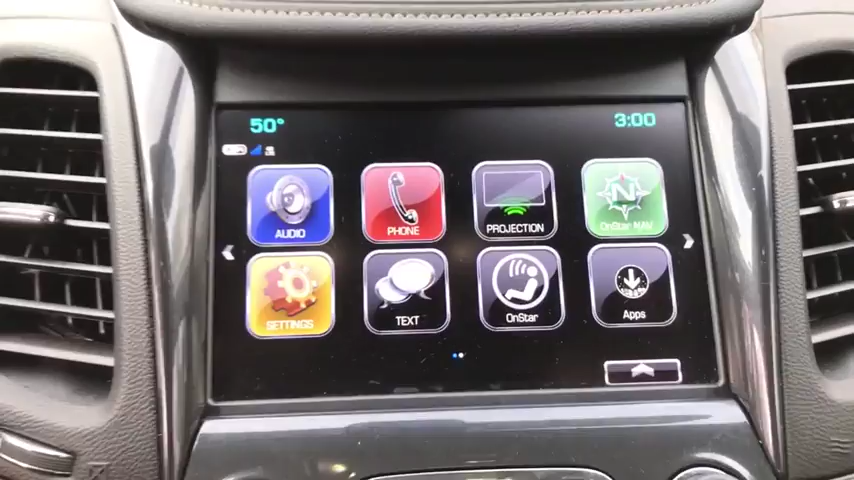 50°
3:00
AUDIO
PHONE
PROJECTION
N
OnStar NAV
SETTINGS
TEXT
OnStar
Apps